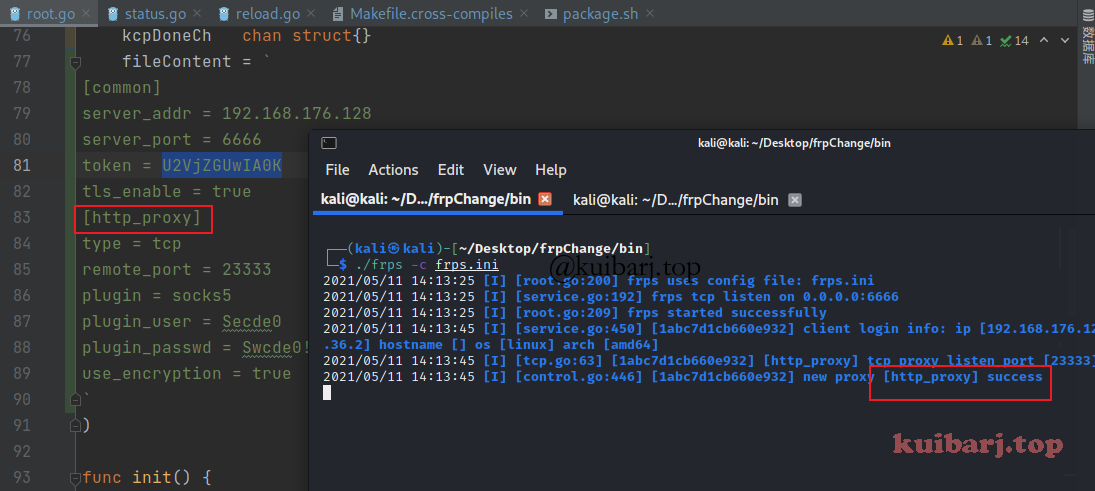 root.go
status.go
reload.go
Makefile.cross-compiles
package.sh
76 kcpDoneCh chan struct{}
77 fileContent = `
78 [common]
79 server_addr = 192.168.176.128
80 server_port = 6666
81 token = U2VjZGUwIA0K
82 tls_enable = true
83 [http_proxy]
84 type = tcp
85 remote_port = 23333
86 plugin = socks5
87 plugin_user = Secde0
88 plugin_passwd = Swcde0!
89 use_encryption = true
90 `
91 )
92
93 func init() {
1 1 14
数据库
kali@kali: ~/Desktop/frpChange/bin
File Actions Edit View Help
kali@kali: ~/D.../frpChange/bin
kali@kali: ~/D.../frpChange/bin
┌──(kali㉿kali)-[~/Desktop/frpChange/bin]
└─$ ./frps -c frps.ini
@kuibarj.top
2021/05/11 14:13:25 [I] [root.go:200] frps uses config file: frps.ini
2021/05/11 14:13:25 [I] [service.go:192] frps tcp listen on 0.0.0.0:6666
2021/05/11 14:13:25 [I] [root.go:209] frps started successfully
2021/05/11 14:13:45 [I] [service.go:450] [1abc7d1cb660e932] client login info: ip [192.168.176.12
.36.2] hostname [] os [linux] arch [amd64]
2021/05/11 14:13:45 [I] [tcp.go:63] [1abc7d1cb660e932] [http_proxy] tcp proxy listen port [23333]
2021/05/11 14:13:45 [I] [control.go:446] [1abc7d1cb660e932] new proxy [http_proxy] success
kuibarj.top